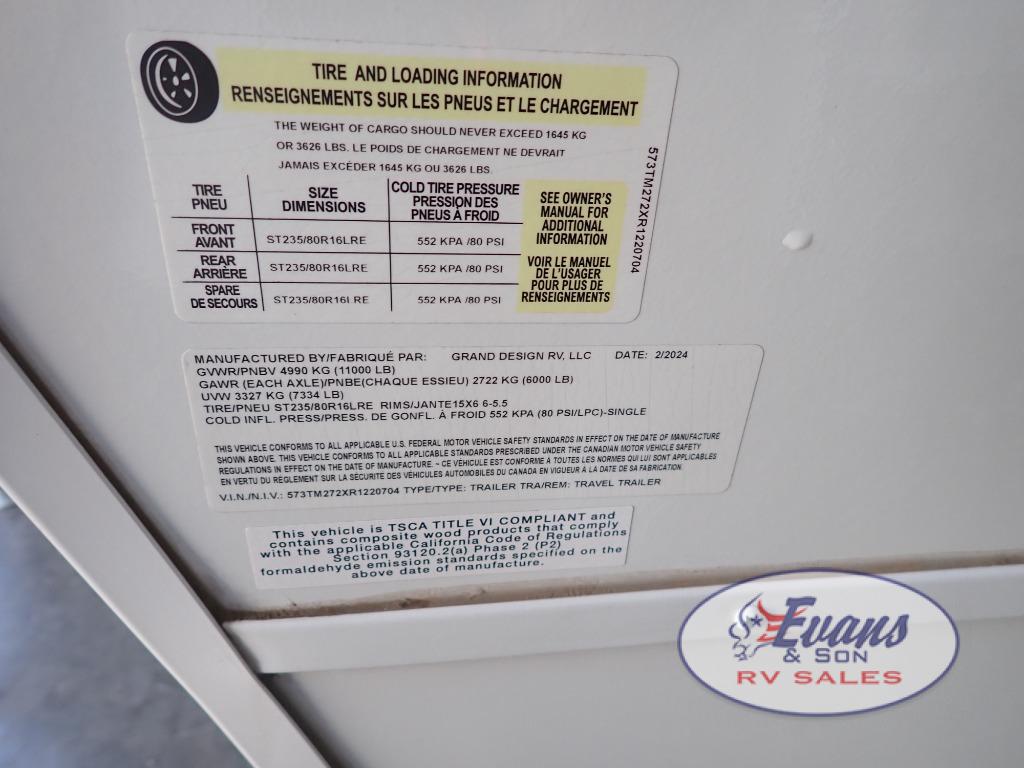 TIRE AND LOADING INFORMATION
RENSEIGNEMENTS SUR LES PNEUS ET LE CHARGEMENT
THE WEIGHT OF CARGO SHOULD NEVER EXCEED 1645 KG
OR 3626 LBS. LE POIDS DE CHARGEMENT NE DEVRAIT
JAMAIS EXCÉDER 1645 KG OU 3626 LBS.
TIRE
PNEU
SIZE
DIMENSIONS
COLD TIRE PRESSURE
PRESSION DES
PNEUS À FROID
FRONT
AVANT
ST235/80R16LRE
552 KPA /80 PSI
REAR
ARRIÈRE
ST235/80R16LRE
552 KPA /80 PSI
SPARE
DE SECOURS
ST235/80R16LRE
552 KPA /80 PSI
SEE OWNER'S
MANUAL FOR
ADDITIONAL
INFORMATION
VOIR LE MANUEL
DE L'USAGER
POUR PLUS DE
RENSEIGNEMENTS
573TM272XR1220704
MANUFACTURED BY/FABRIQUÉ PAR: GRAND DESIGN RV, LLC DATE: 2/2024
GVWR/PNBV 4990 KG (11000 LB)
GAWR (EACH AXLE)/PNBE(CHAQUE ESSIEU) 2722 KG (6000 LB)
UVW 3327 KG (7334 LB)
TIRE/PNEU ST235/80R16LRE RIMS/JANTE15X6 6-5.5
COLD INFL. PRESS/PRESS. DE GONFL. À FROID 552 KPA (80 PSI/LPC)-SINGLE
THIS VEHICLE CONFORMS TO ALL APPLICABLE U.S. FEDERAL MOTOR VEHICLE SAFETY STANDARDS IN EFFECT ON THE DATE OF MANUFACTURE
SHOWN ABOVE. THIS VEHICLE CONFORMS TO ALL APPLICABLE STANDARDS PRESCRIBED UNDER THE CANADIAN MOTOR VEHICLE SAFETY
REGULATIONS IN EFFECT ON THE DATE OF MANUFACTURE. ~ CE VÉHICULE EST CONFORME À TOUTES LES NORMES QUI LUI SONT APPLICABLES
EN VERTU DU RÈGLEMENT SUR LA SÉCURITÉ DES VÉHICULES AUTOMOBILES DU CANADA EN VIGUEUR À LA DATE DE SA FABRICATION.
V.I.N./N.I.V.: 573TM272XR1220704 TYPE/TYPE: TRAILER TRA/REM: TRAVEL TRAILER
This vehicle is TSCA TITLE VI COMPLIANT and
contains composite wood products that comply
with the applicable California Code of Regulations
Section 93120.2(a) Phase 2 (P2)
formaldehyde emission standards specified on the
above date of manufacture.
Evans
& SON
RV SALES